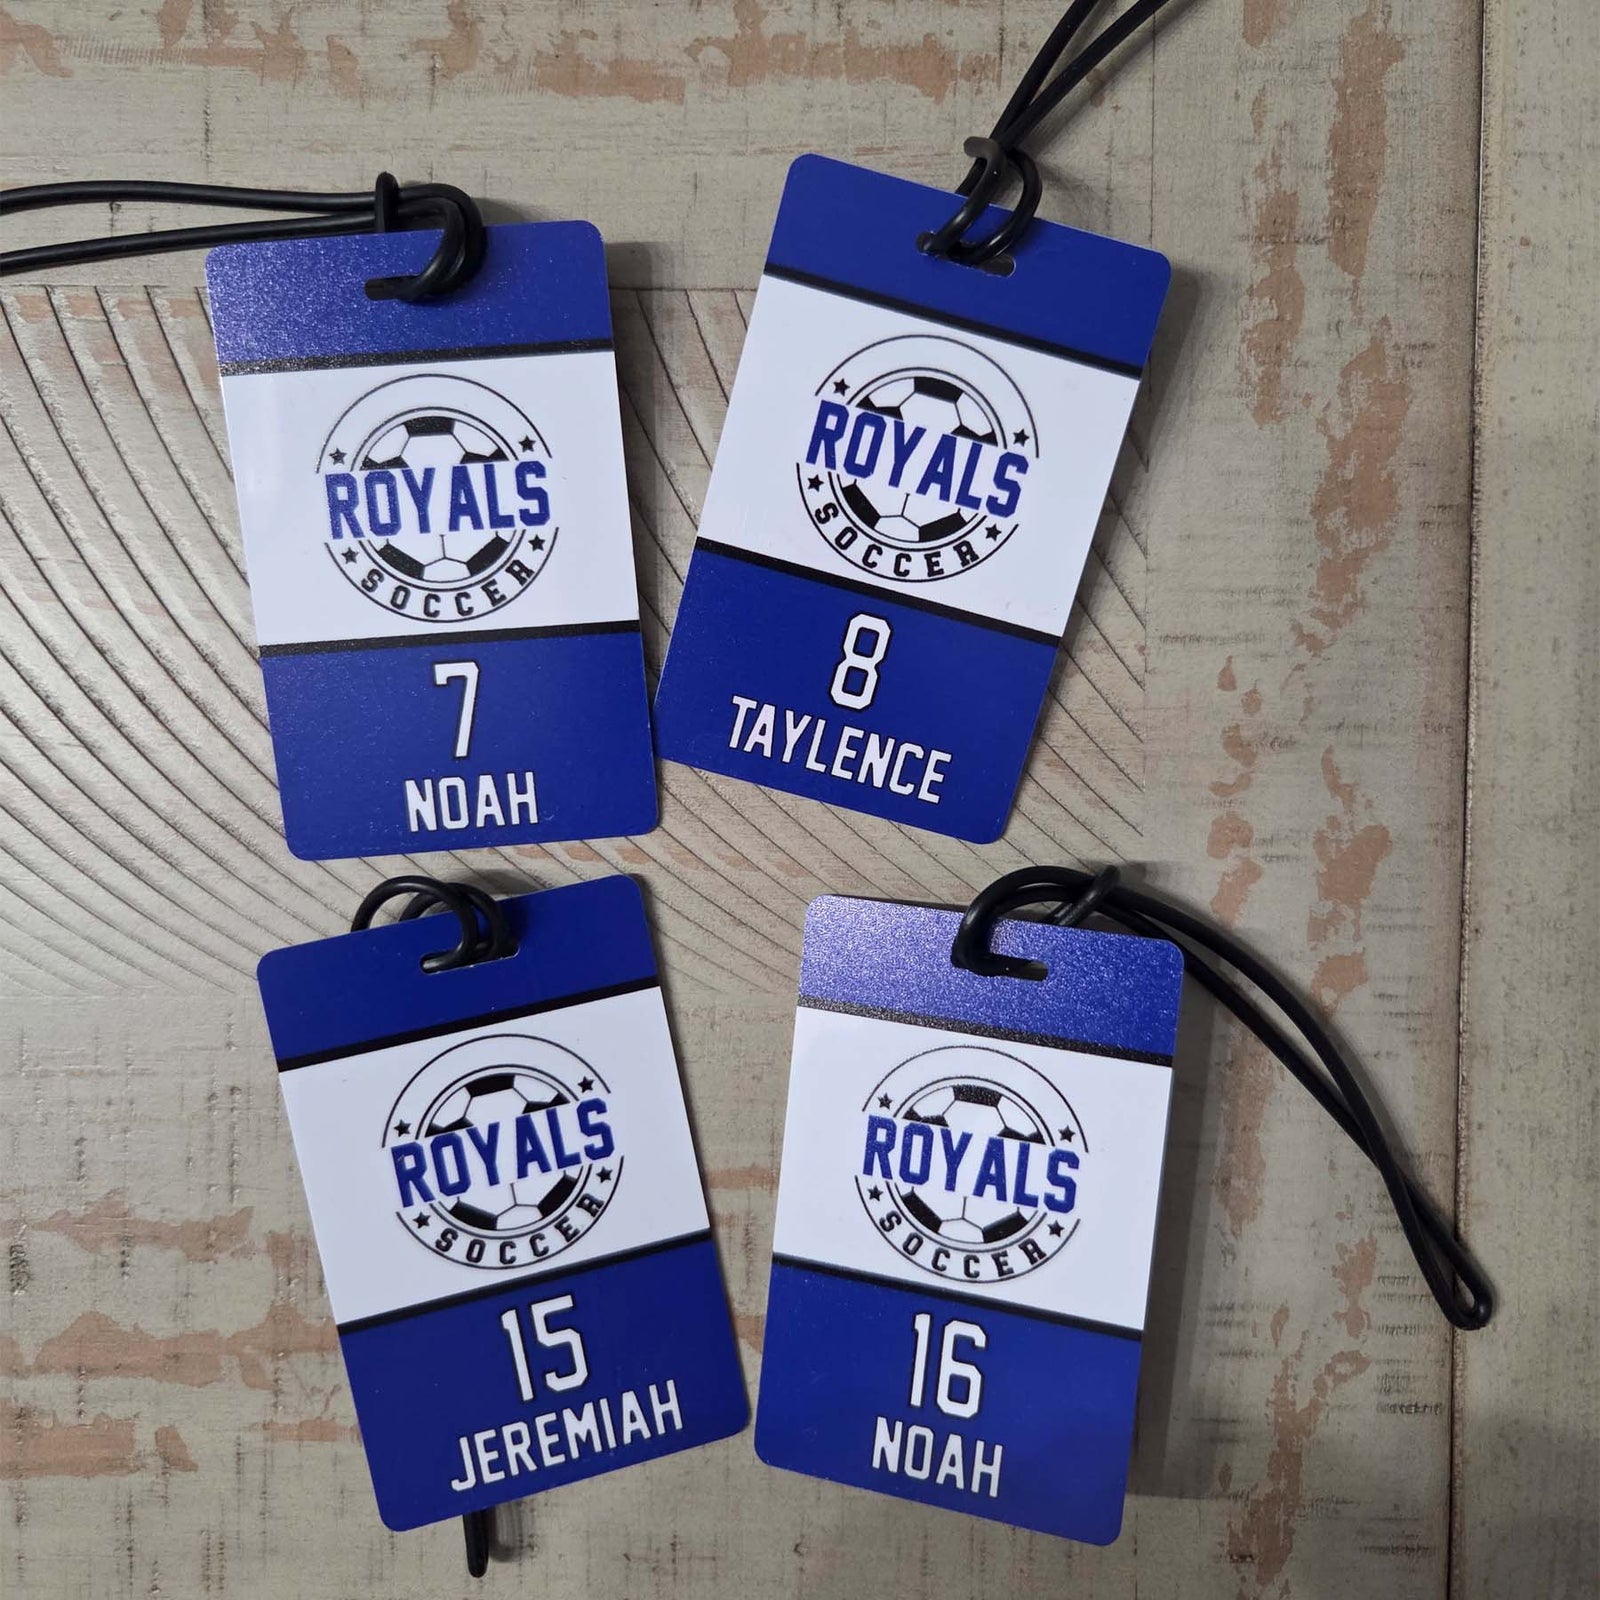 ROYALS
SOCCER
7
NOAH
ROYALS
SOCCER
8
TAYLENCE
ROYALS
SOCCER
15
JEREMIAH
ROYALS
SOCCER
16
NOAH